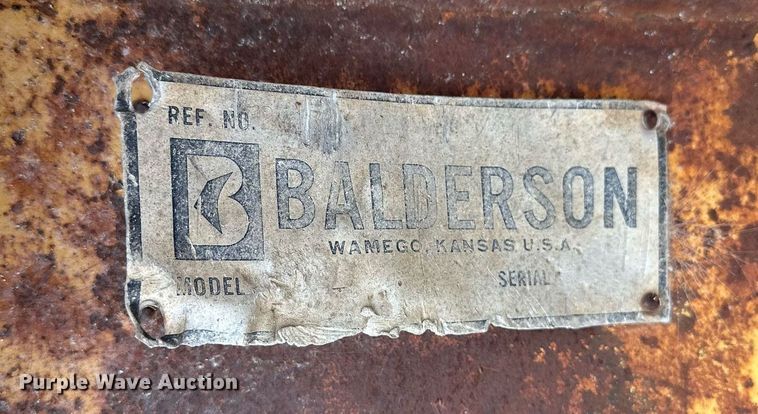 REF. NO.
B BALDERSON
WAMEGO, KANSAS U.S.A.
MODEL SERIAL
Purple Wave Auction